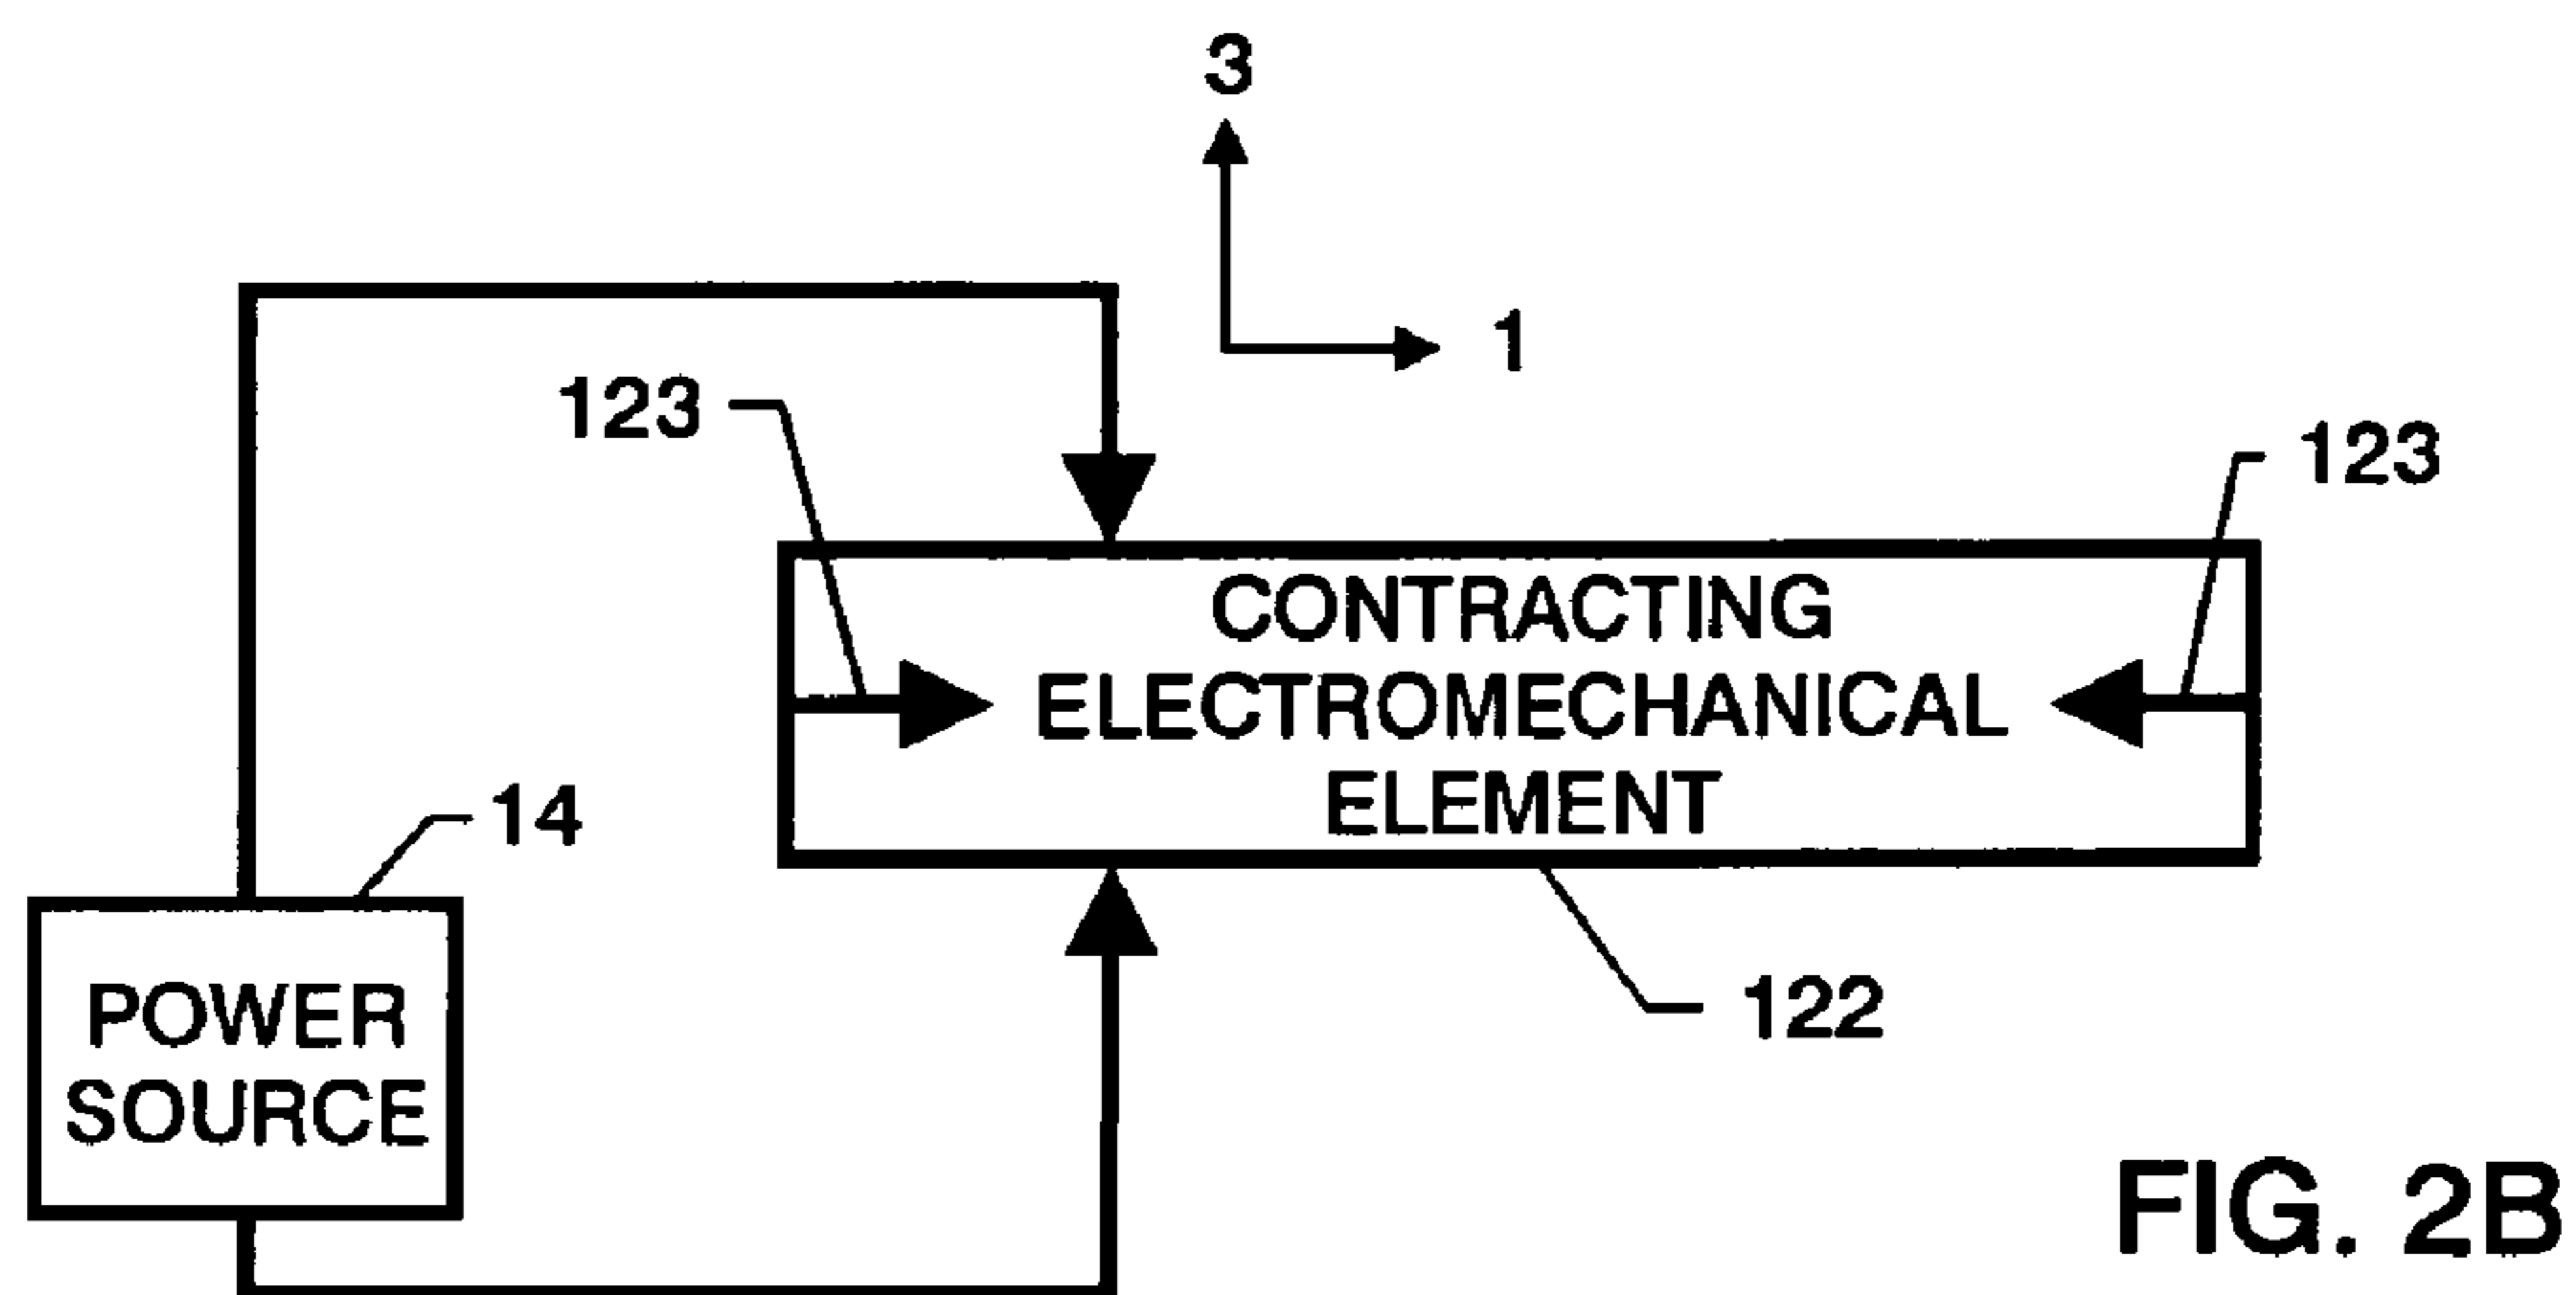 3
1
123
123
CONTRACTING
ELECTROMECHANICAL
ELEMENT
14
122
POWER
SOURCE
FIG. 2B